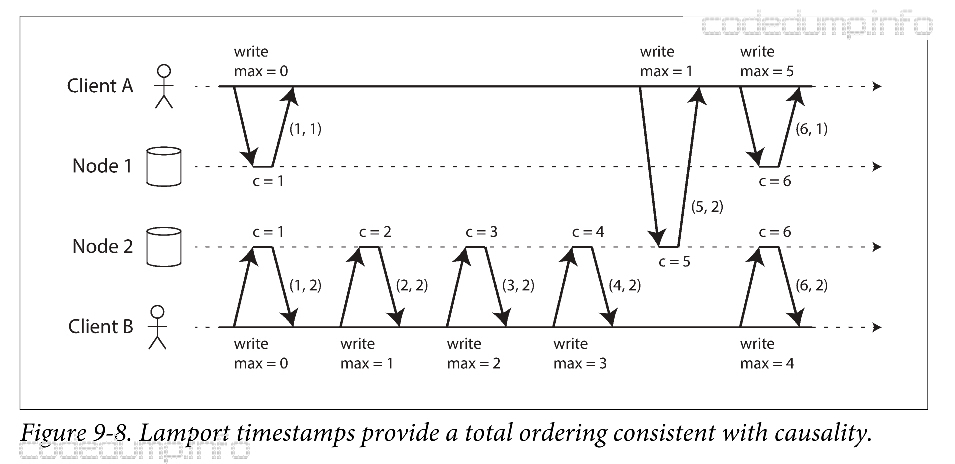 codedump.info
write
max = 0
write
max = 1
write
max = 5
Client A
(1, 1)
(6, 1)
Node 1
c = 1
c = 6
(5, 2)
c = 1
c = 2
c = 3
c = 4
c = 6
Node 2
c = 5
(1, 2)
(2, 2)
(3, 2)
(4, 2)
(6, 2)
Client B
write
max = 0
write
max = 1
write
max = 2
write
max = 3
write
max = 4
Figure 9-8. Lamport timestamps provide a total ordering consistent with causality.
codedump.info